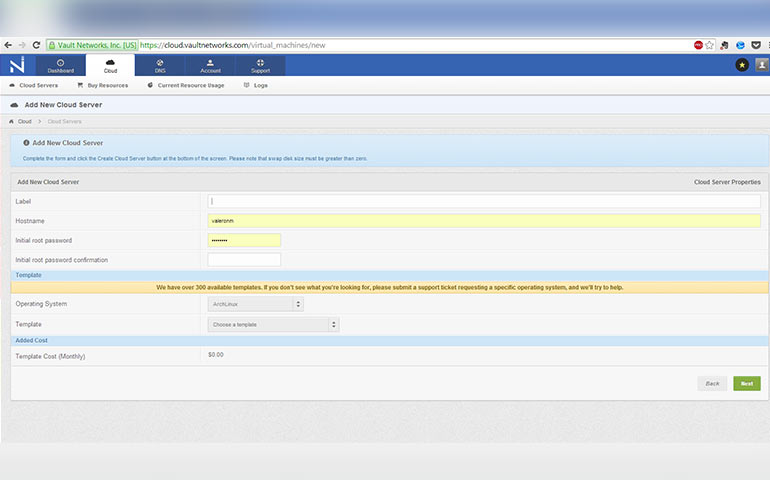 Vault Networks, Inc. [US] https://cloud.vaultnetworks.com/virtual_machines/new
N
Dashboard Cloud DNS Account Support
Cloud Servers Buy Resources Current Resource Usage Logs
Add New Cloud Server
Cloud > Cloud Servers
Add New Cloud Server
Complete the form and click the Create Cloud Server button at the bottom of the screen. Please note that swap disk size must be greater than zero.
Add New Cloud Server Cloud Server Properties
Label
Hostname valeronm
Initial root password ••••••••
Initial root password confirmation
Template
We have over 300 available templates. If you don't see what you're looking for, please submit a support ticket requesting a specific operating system, and we'll try to help.
Operating System ArchLinux
Template Choose a template
Added Cost
Template Cost (Monthly) $0.00
Back Next